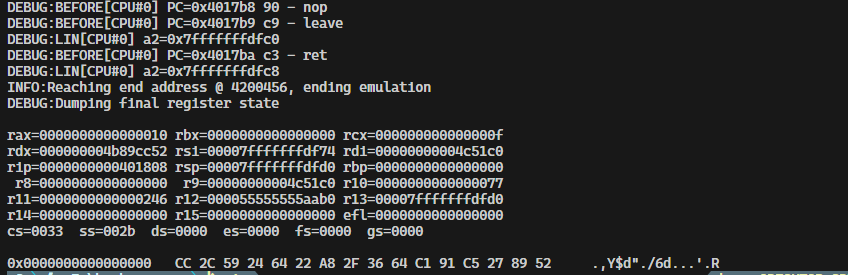 DEBUG:BEFORE[CPU#0] PC=0x4017b8 90 – nop
DEBUG:BEFORE[CPU#0] PC=0x4017b9 c9 – leave
DEBUG:LIN[CPU#0] a2=0x7fffffffdfc0
DEBUG:BEFORE[CPU#0] PC=0x4017ba c3 – ret
DEBUG:LIN[CPU#0] a2=0x7fffffffdfc8
INFO:Reaching end address @ 4200456, ending emulation
DEBUG:Dumping final register state
rax=0000000000000010 rbx=0000000000000000 rcx=000000000000000f
rdx=000000004b89cc52 rsi=00007fffffffdf74 rdi=00000000004c51c0
rip=0000000000401808 rsp=00007fffffffdfd0 rbp=0000000000000000
r8=0000000000000000 r9=00000000004c51c0 r10=0000000000000077
r11=0000000000000246 r12=000055555555aab0 r13=00007fffffffdfd0
r14=0000000000000000 r15=0000000000000000 efl=0000000000000000
cs=0033 ss=002b ds=0000 es=0000 fs=0000 gs=0000
0x0000000000000000 CC 2C 59 24 64 22 A8 2F 36 64 C1 91 C5 27 89 52 .,Y$d"./6d...'.R